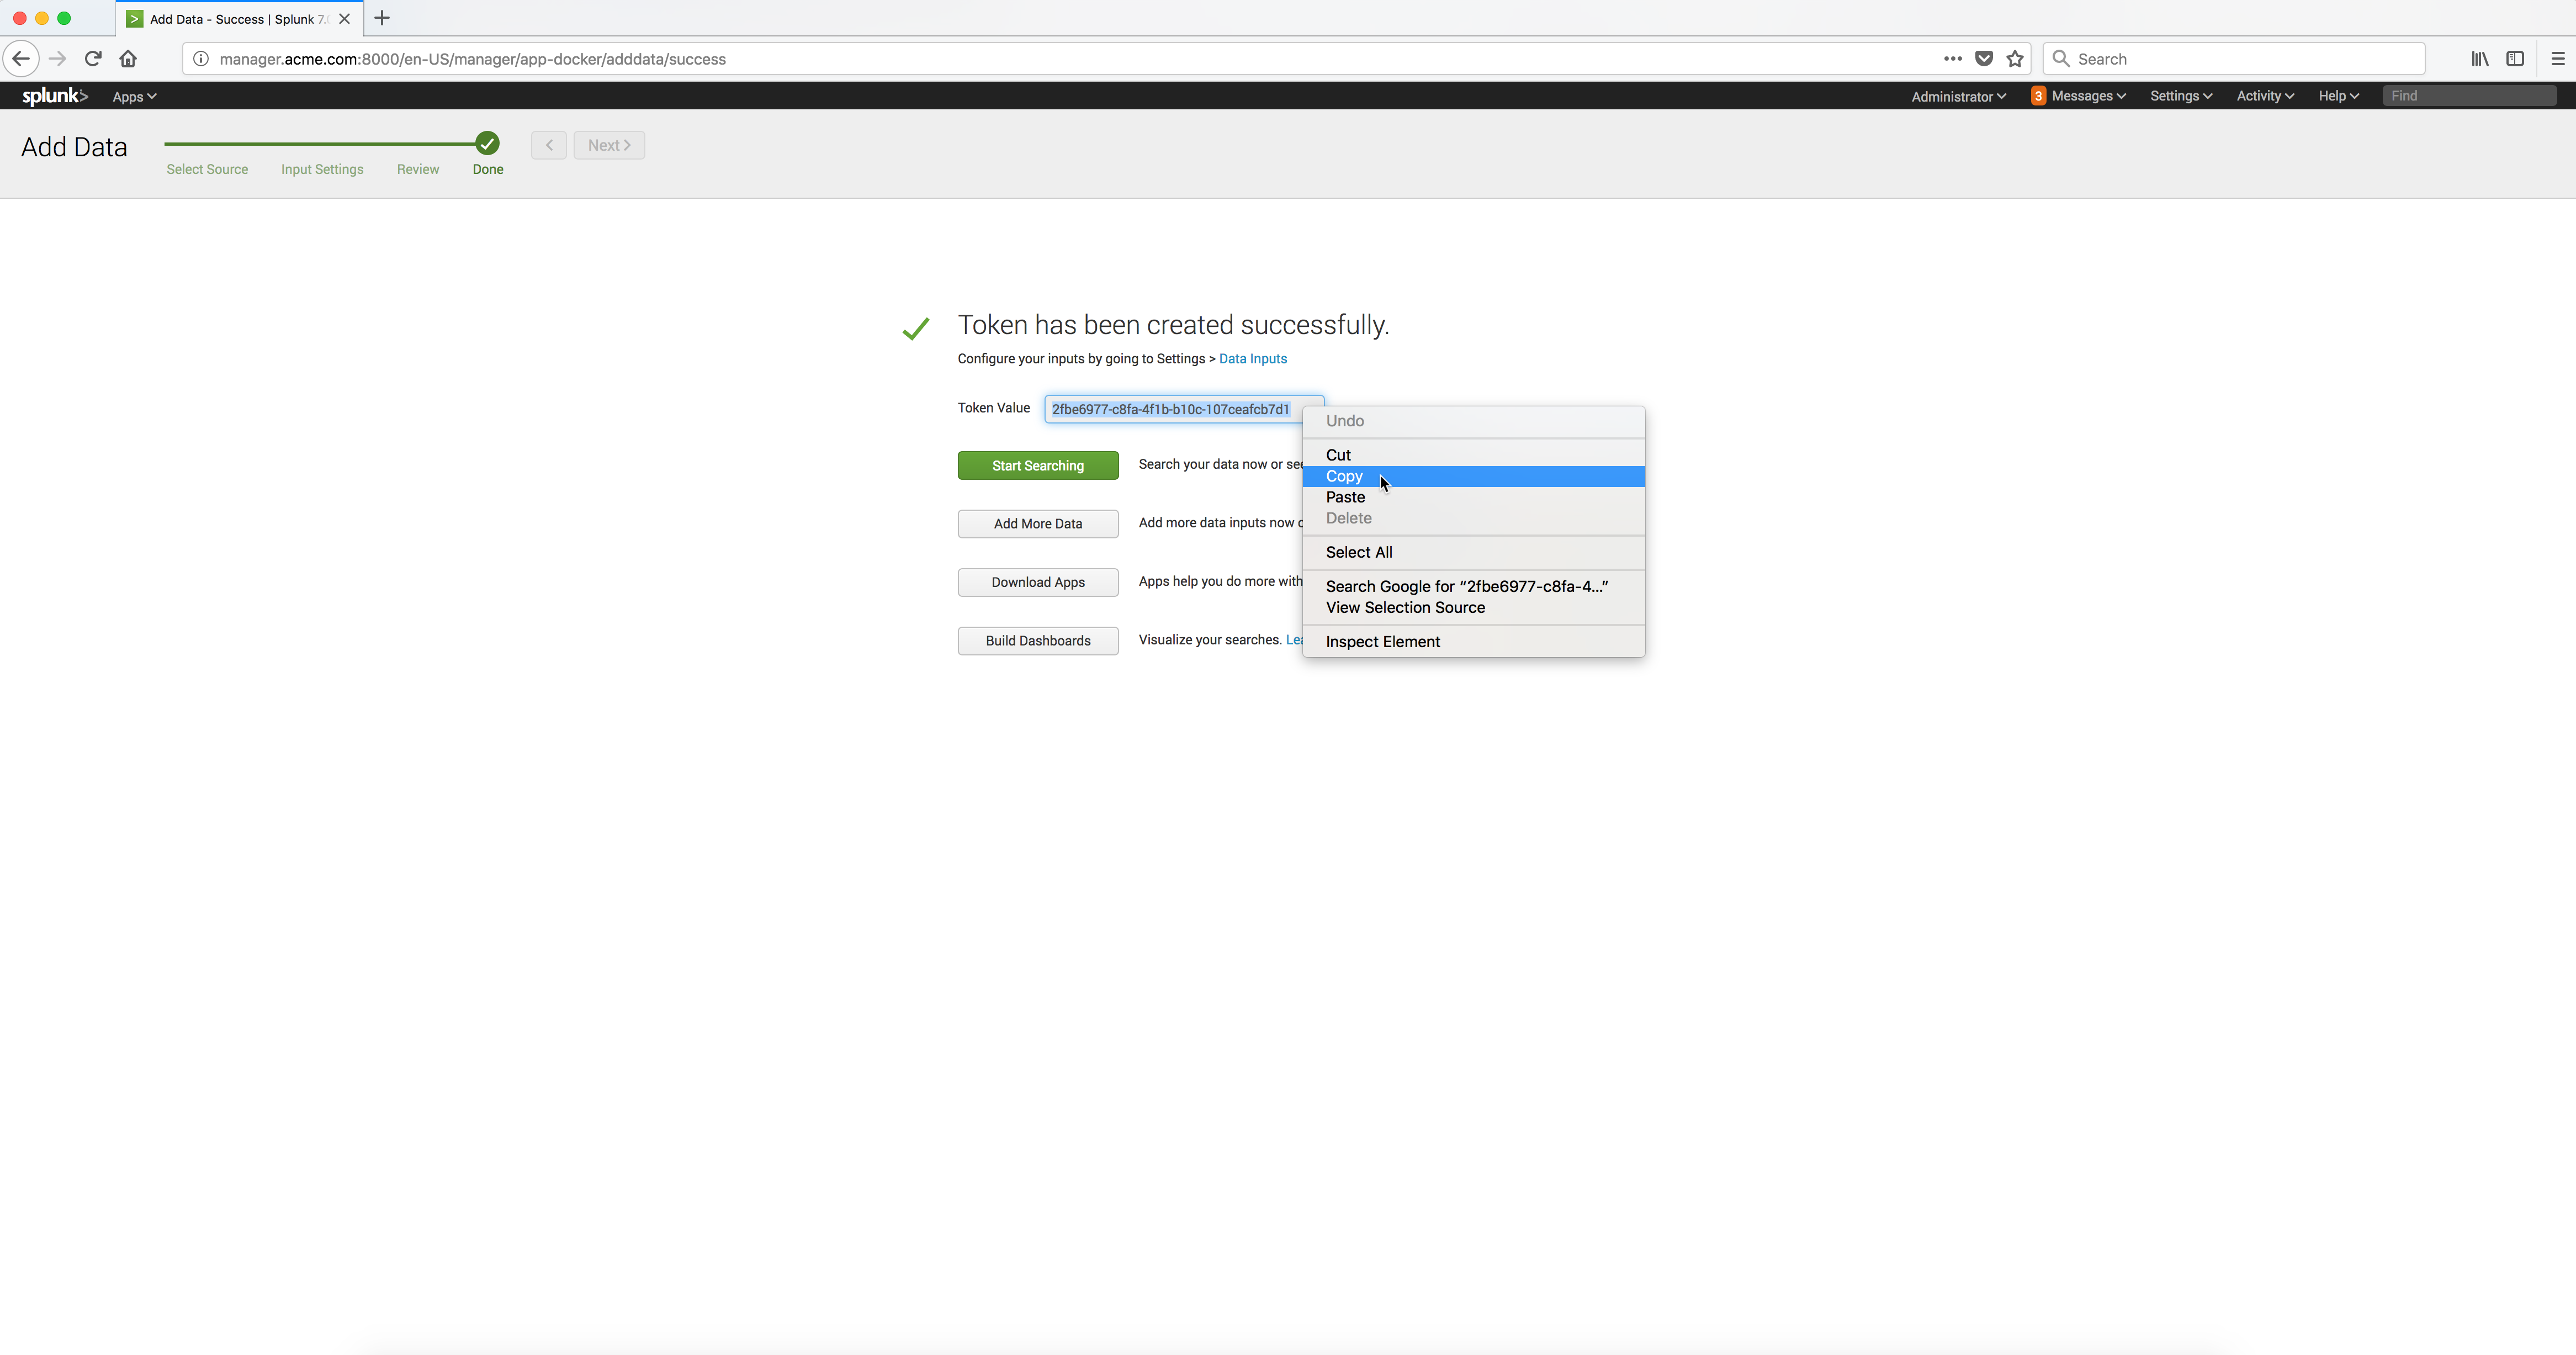 Add Data - Success | Splunk 7.
manager.acme.com:8000/en-US/manager/app-docker/adddata/success
Search
splunk>
Apps
Administrator
3 Messages
Settings
Activity
Help
Find
Add Data
Select Source
Input Settings
Review
Done
Next
Token has been created successfully.
Configure your inputs by going to Settings > Data Inputs
Token Value 2fbe6977-c8fa-4f1b-b10c-107ceafcb7d1
Start Searching Search your data now or
Add More Data Add more data inputs now
Download Apps Apps help you do more with
Build Dashboards Visualize your searches.
Undo
Cut
Copy
Paste
Delete
Select All
Search Google for “2fbe6977-c8fa-4...”
View Selection Source
Inspect Element